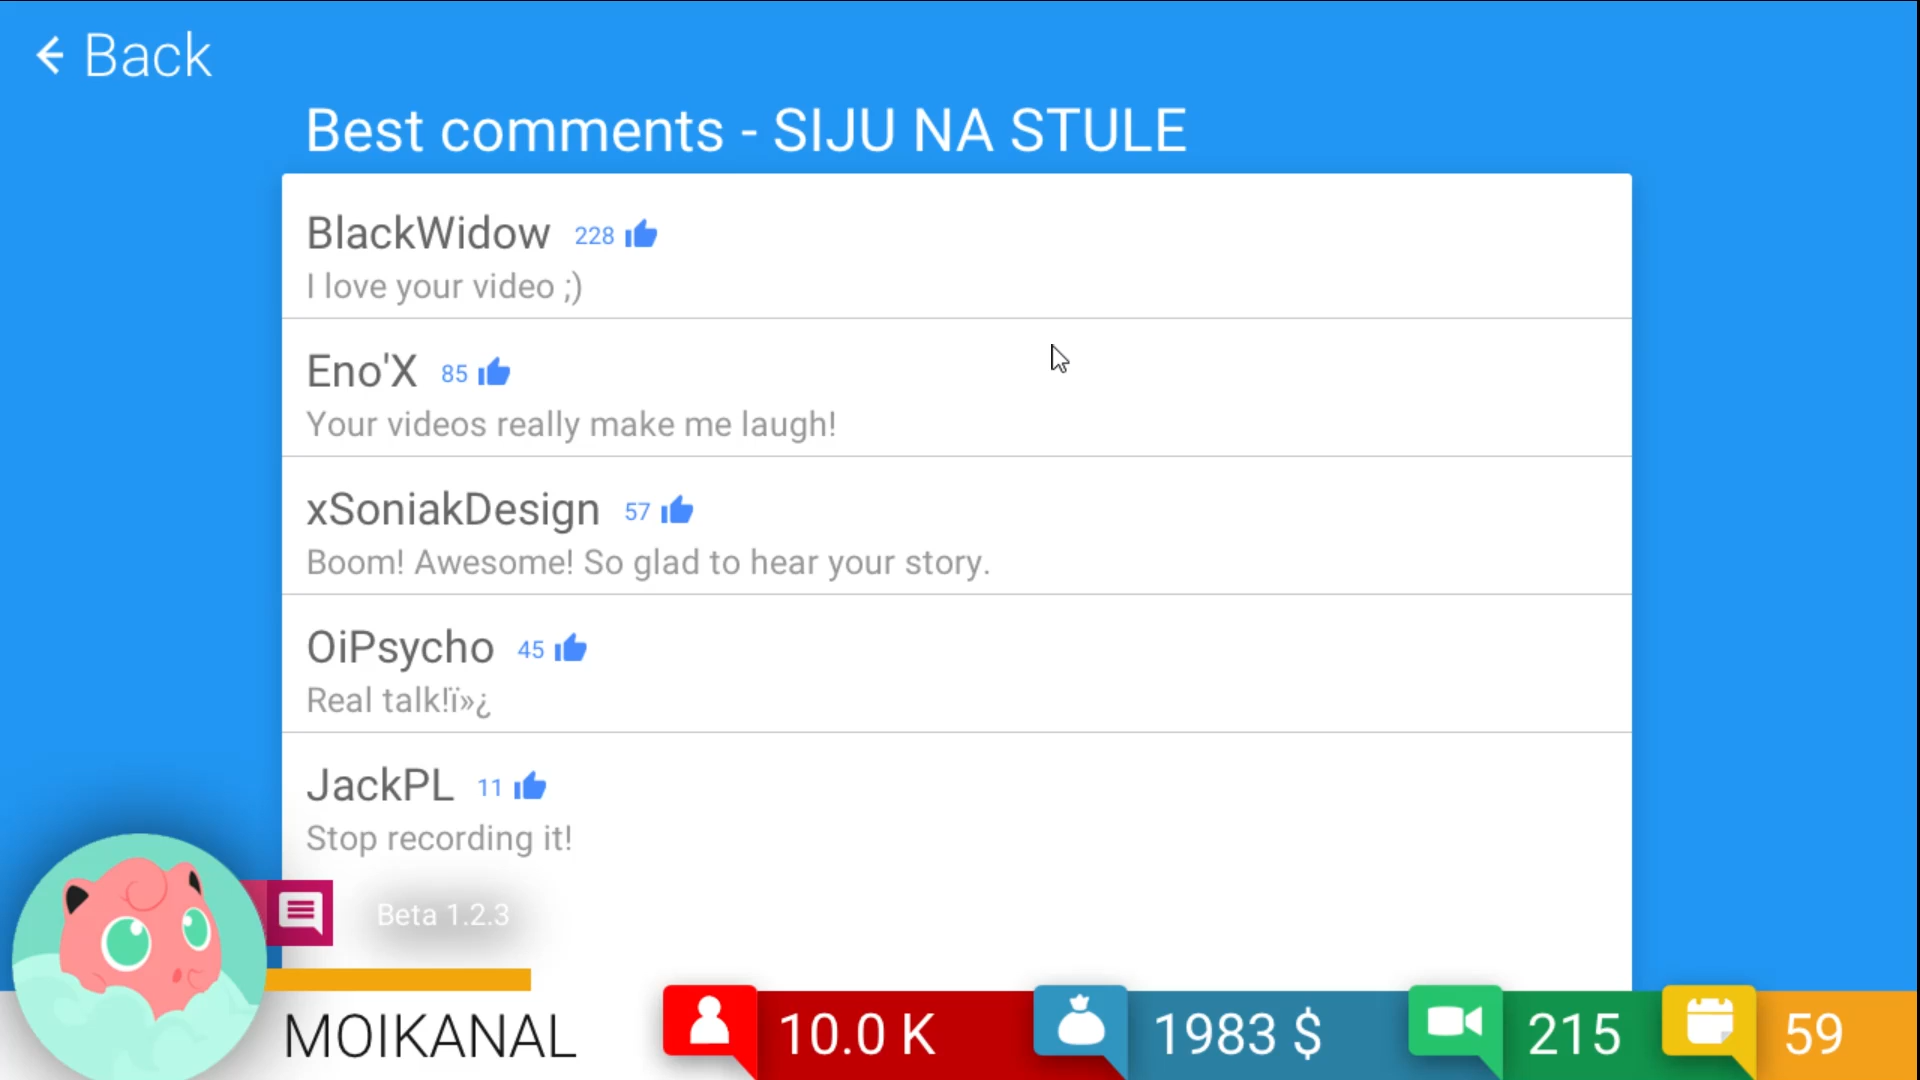 Back
Best comments - SIJU NA STULE
BlackWidow 228
I love your video ;)
Eno'X 85
Your videos really make me laugh!
xSoniakDesign 57
Boom! Awesome! So glad to hear your story.
OiPsycho 45
Real talk!ï»¿
JackPL 11
Stop recording it!
Beta 1.2.3
MOIKANAL 10.0 K 1983 $ 215 59